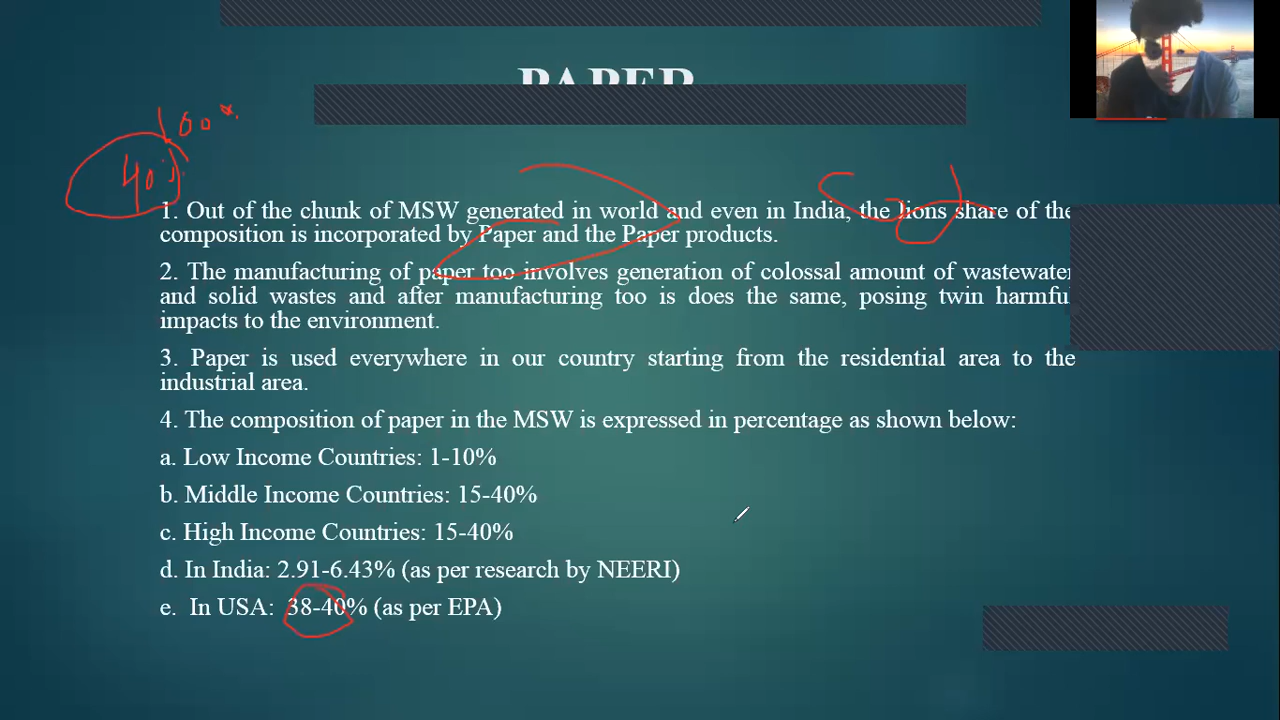 PAPER
100%
40%
1. Out of the chunk of MSW generated in world and even in India, the lions share of the
composition is incorporated by Paper and the Paper products.
2. The manufacturing of paper too involves generation of colossal amount of wastewater
and solid wastes and after manufacturing too is does the same, posing twin harmful
impacts to the environment.
3. Paper is used everywhere in our country starting from the residential area to the
industrial area.
4. The composition of paper in the MSW is expressed in percentage as shown below:
a. Low Income Countries: 1-10%
b. Middle Income Countries: 15-40%
c. High Income Countries: 15-40%
d. In India: 2.91-6.43% (as per research by NEERI)
e. In USA: 38-40% (as per EPA)